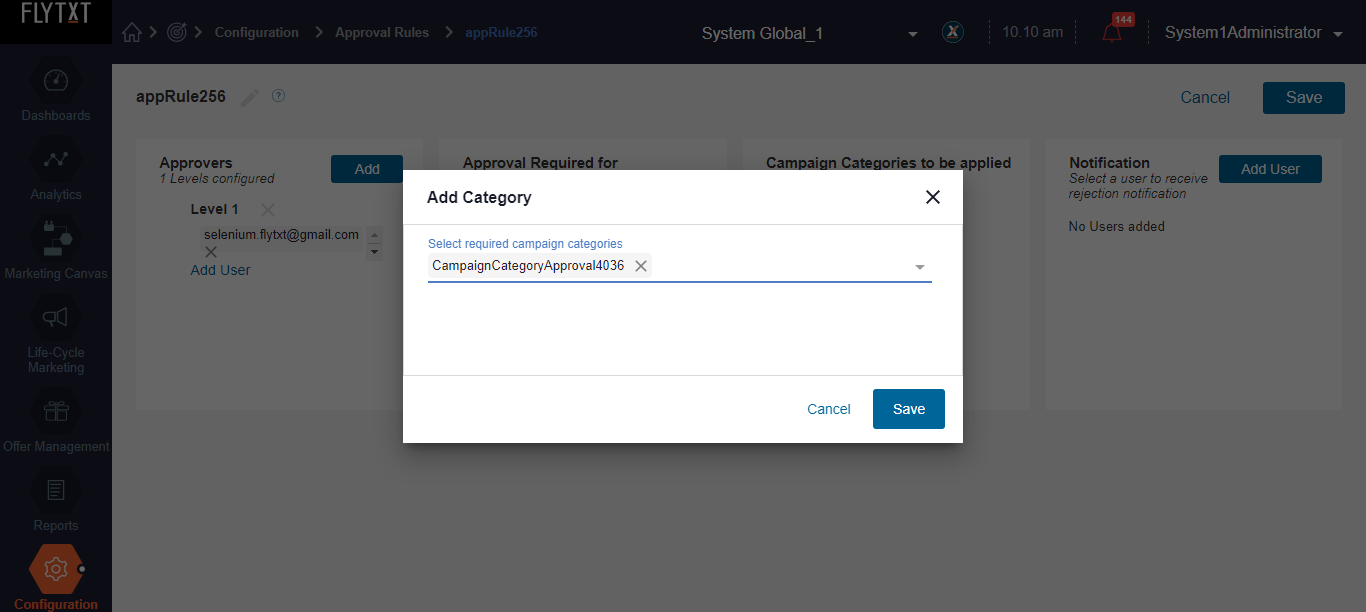 FLYTXT
Configuration
Approval Rules
appRule256
System Global_1
X
10.10 am
144
System1Administrator
Dashboards
Analytics
Marketing Canvas
Life-Cycle
Marketing
Offer Management
Reports
Configuration
appRule256
?
Cancel
Save
Approvers
1 Levels configured
Add
Level 1
selenium.flytxt@gmail.com
Add User
Approval Required for
Campaign Categories to be applied
Notification
Select a user to receive
rejection notification
Add User
No Users added
Add Category
Select required campaign categories
CampaignCategoryApproval4036
Cancel
Save